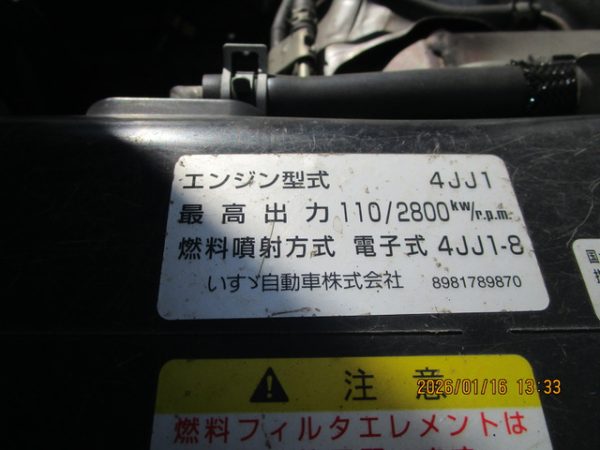 エンジン型式 4JJ1
最高出力 110/2800kW/r.p.m.
燃料噴射方式 電子式 4JJ1-8
いすゞ自動車株式会社 8981789870
国
注意
2026/01/16 13:33
燃料フィルタエレメントは